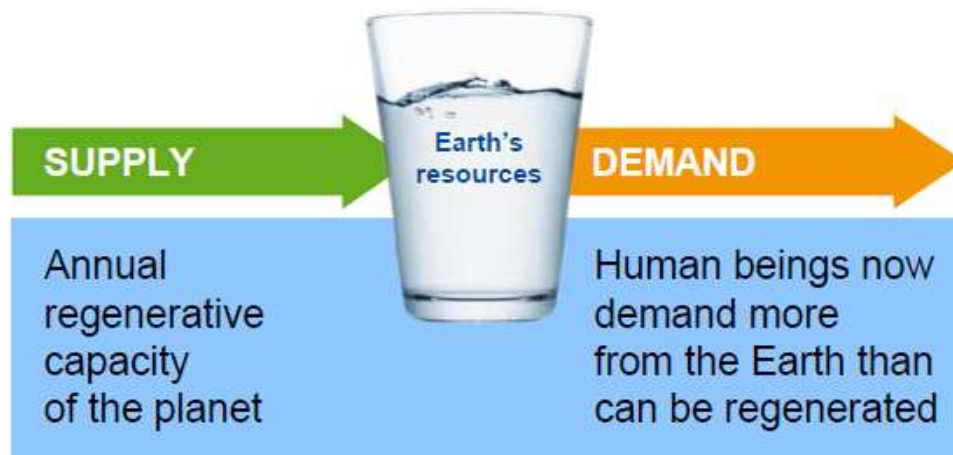 Earth's
resources
SUPPLY
DEMAND
Annual
regenerative
capacity
of the planet
Human beings now
demand more
from the Earth than
can be regenerated